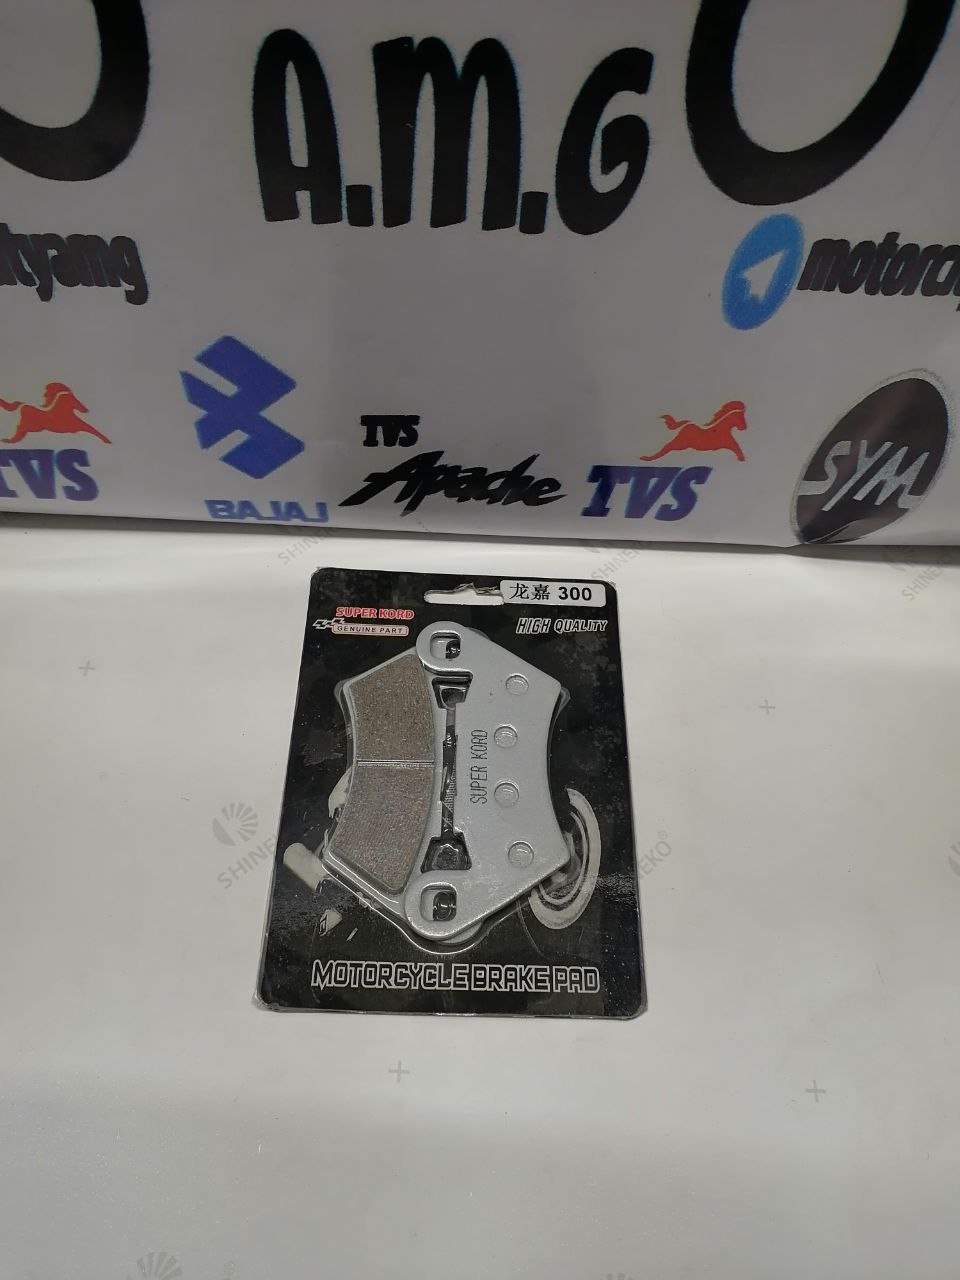 A.M.G
motorcy
TVS
BAJAJ
TVS
Apache
TVS
SYM
SHINEKO
龙嘉 300
SUPER KORD
GENUINE PART
HIGH QUALITY
SUPER KORD
MOTORCYCLE BRAKE PAD